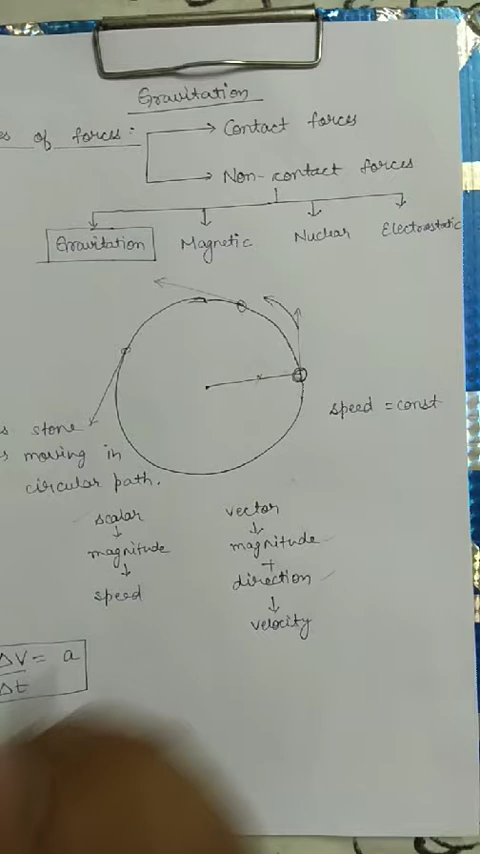 Gravitation
of forces:
Contact forces
Non-contact forces
Gravitation Magnetic Nuclear Electrostatic
speed = const
stone
moving in
circular path.
scalar
↓
magnitude
↓
speed
vector
↓
magnitude
+
direction
↓
velocity
ΔV = a
Δt